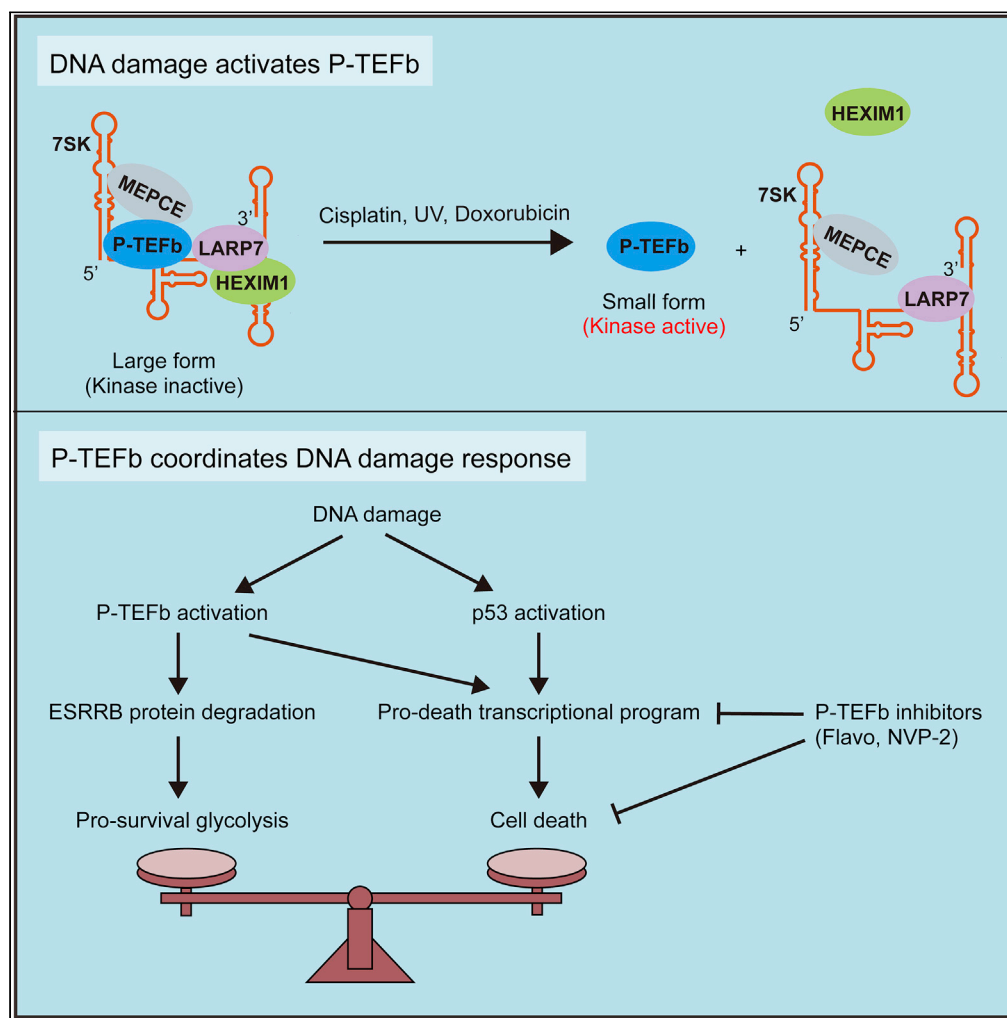 DNA damage activates P-TEFb
7SK
MEPCE
3’
P-TEFb
LARP7
5’
HEXIM1
Large form
(Kinase inactive)
Cisplatin, UV, Doxorubicin
P-TEFb
+
Small form
(Kinase active)
HEXIM1
7SK
MEPCE
3’
LARP7
5’
P-TEFb coordinates DNA damage response
DNA damage
P-TEFb activation
p53 activation
ESRRB protein degradation
Pro-death transcriptional program
P-TEFb inhibitors
(Flavo, NVP-2)
Pro-survival glycolysis
Cell death